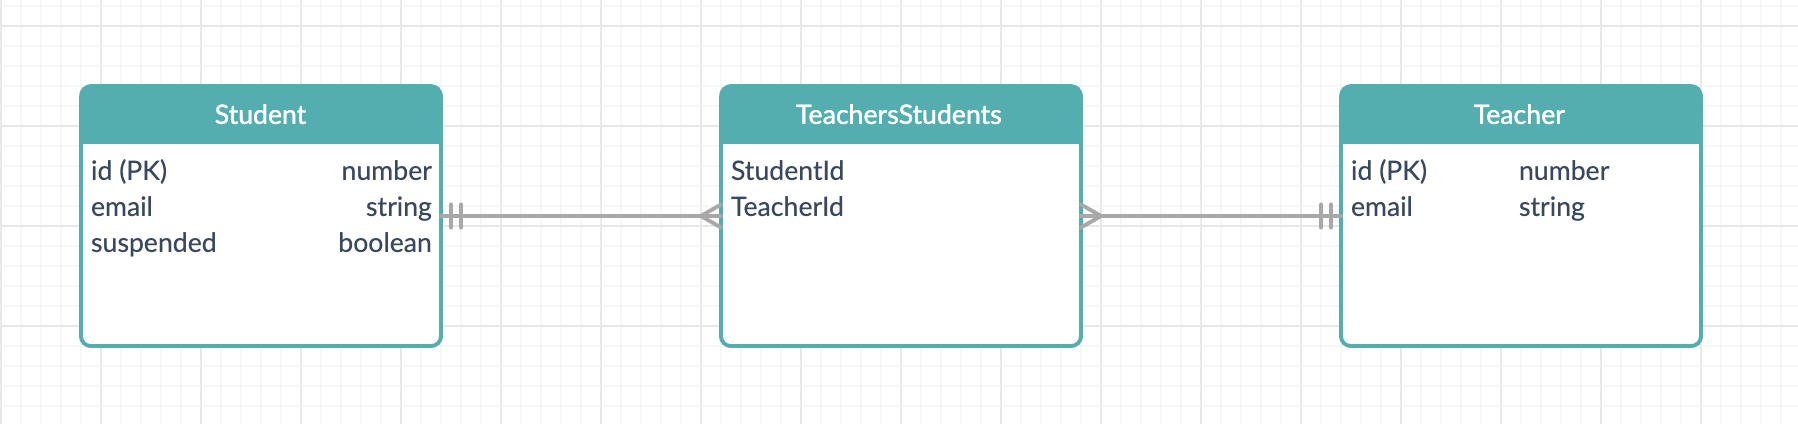 Student
id (PK) number
email string
suspended boolean
TeachersStudents
StudentId
TeacherId
Teacher
id (PK) number
email string